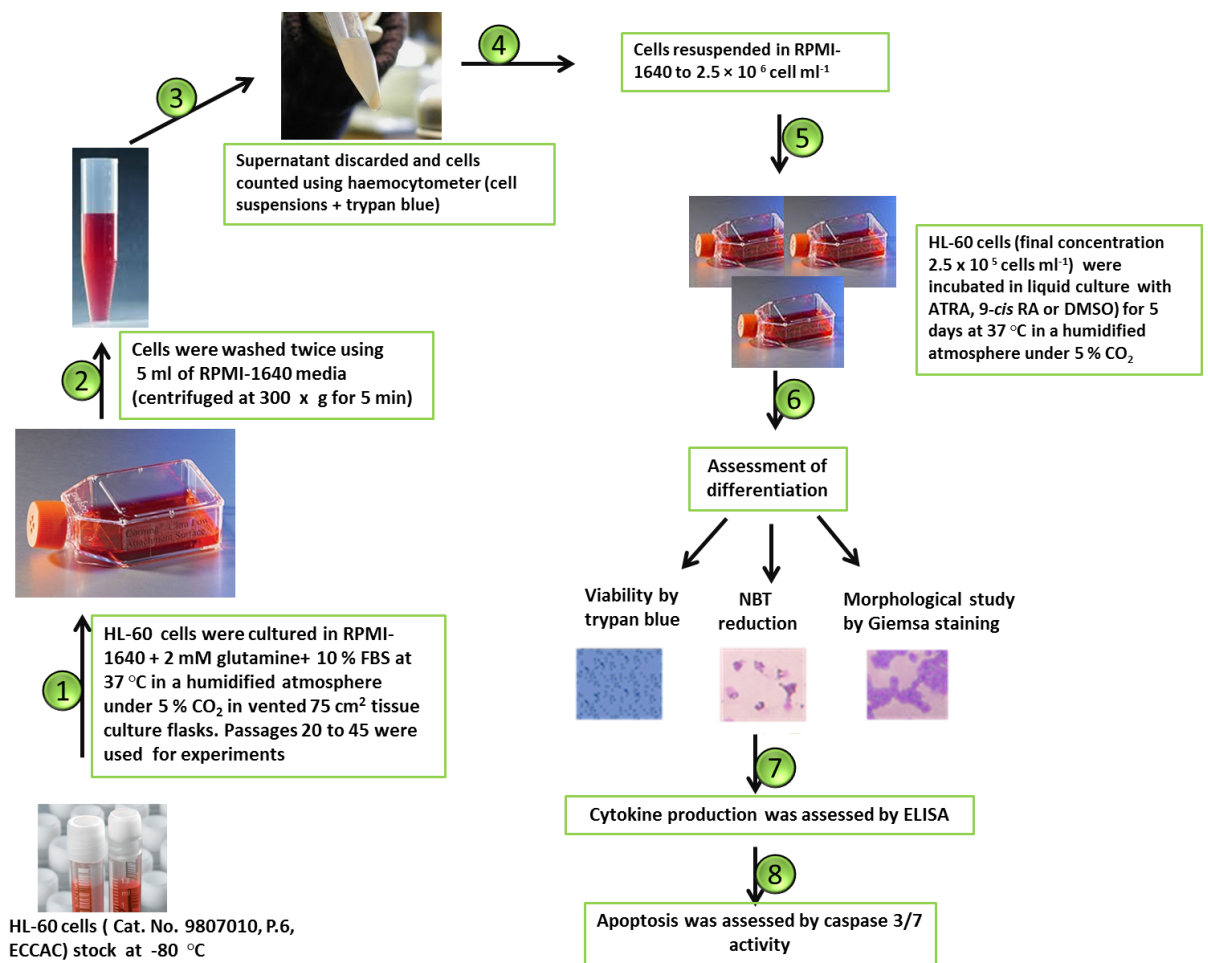 HL-60 cells ( Cat. No. 9807010, P.6,
ECCAC) stock at -80 °C
1
HL-60 cells were cultured in RPMI-
1640 + 2 mM glutamine+ 10 % FBS at
37 °C in a humidified atmosphere
under 5 % CO₂ in vented 75 cm² tissue
culture flasks. Passages 20 to 45 were
used for experiments
2
Cells were washed twice using
5 ml of RPMI-1640 media
(centrifuged at 300 x g for 5 min)
3
Supernatant discarded and cells
counted using haemocytometer (cell
suspensions + trypan blue)
4
Cells resuspended in RPMI-
1640 to 2.5 × 10 ⁶ cell ml⁻¹
5
HL-60 cells (final concentration
2.5 x 10 ⁵ cells ml⁻¹) were
incubated in liquid culture with
ATRA, 9-cis RA or DMSO) for 5
days at 37 °C in a humidified
atmosphere under 5 % CO₂
6
Assessment of
differentiation
Viability by
trypan blue
NBT
reduction
Morphological study
by Giemsa staining
7
Cytokine production was assessed by ELISA
8
Apoptosis was assessed by caspase 3/7
activity